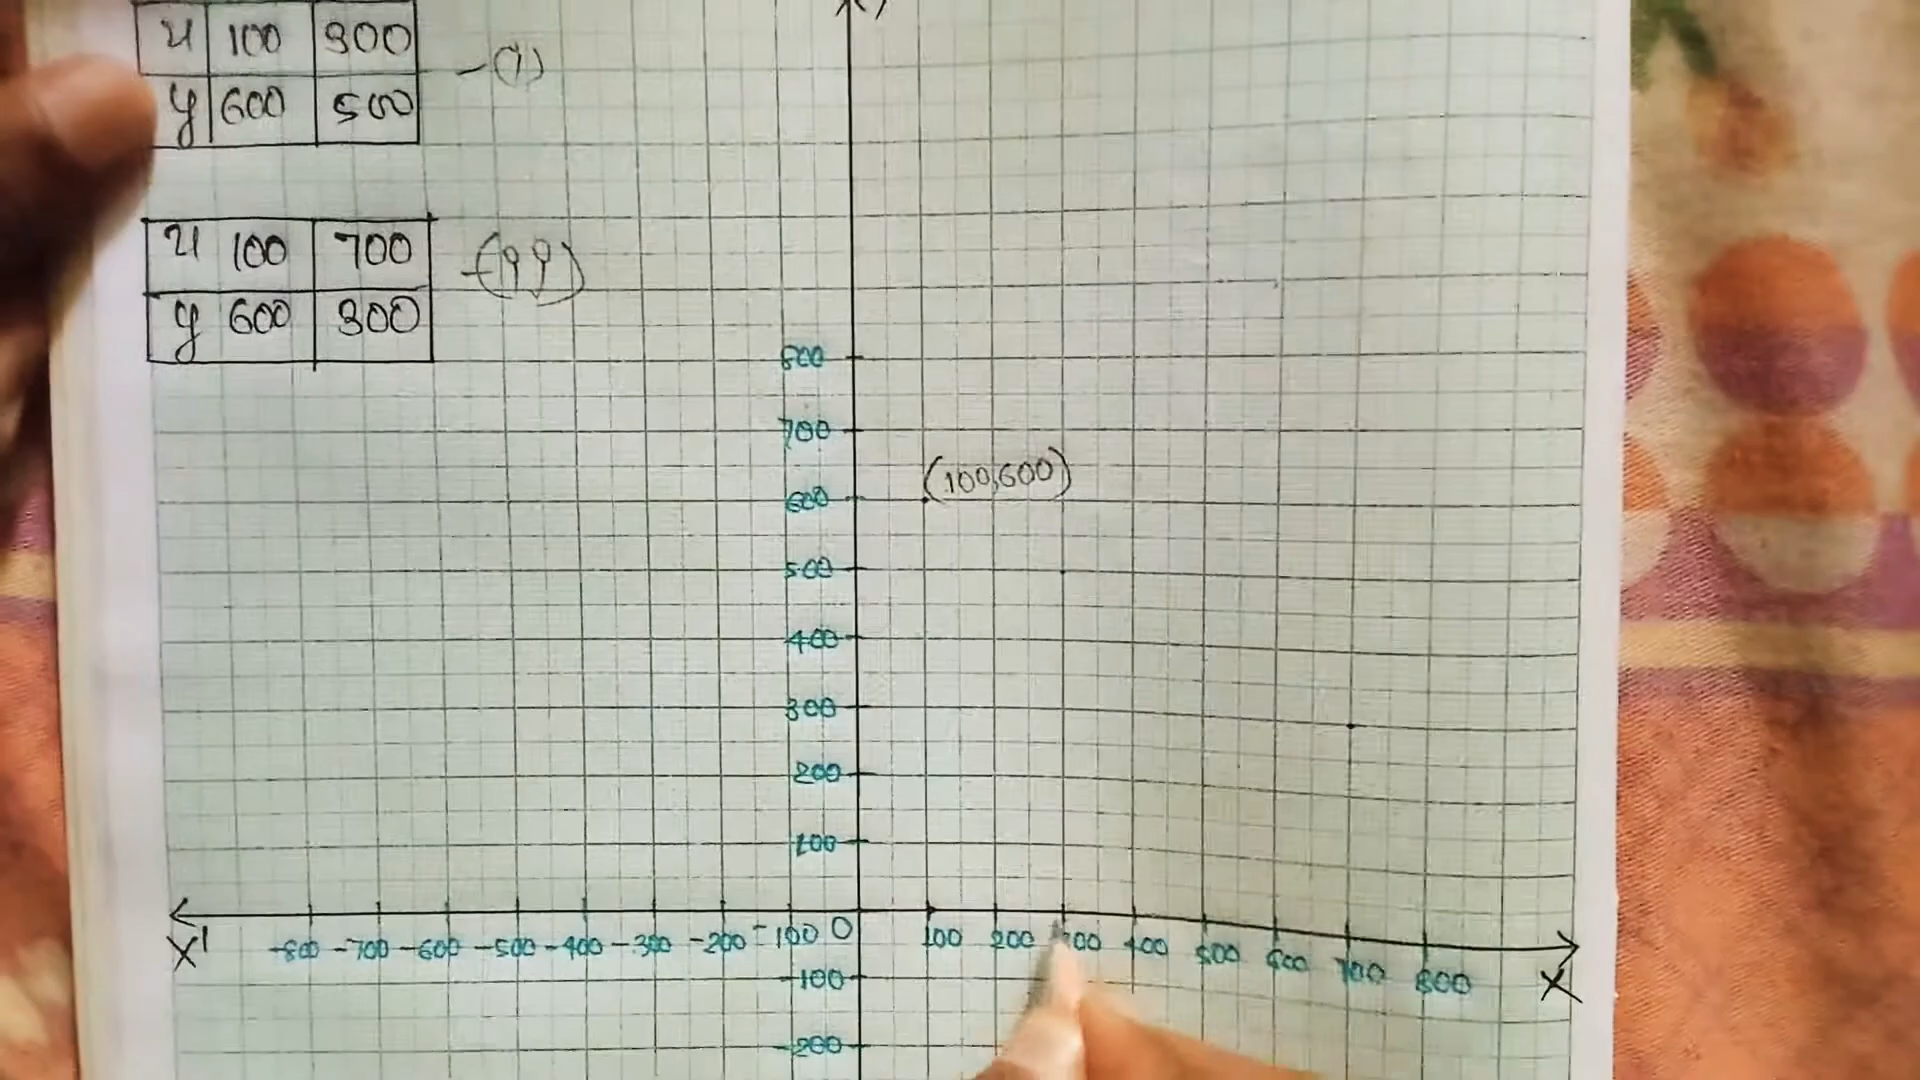 x 100 300
y 600 500
-(i)
x 100 700
y 600 300
-(ii)
800
700
(100,600)
600
500
400
300
200
100
X' -800 -700 -600 -500 -400 -300 -200 -100 0 100 200 300 400 500 600 700 800 X
-100
-200